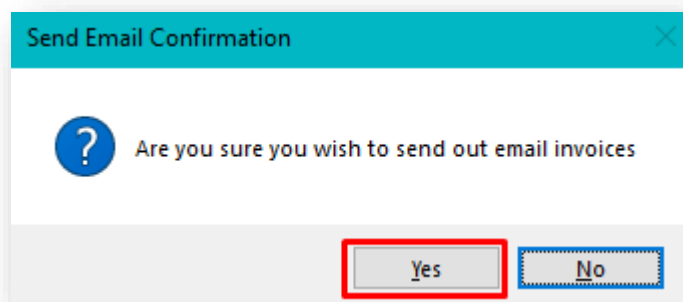 Send Email Confirmation
?
Are you sure you wish to send out email invoices
Yes
No